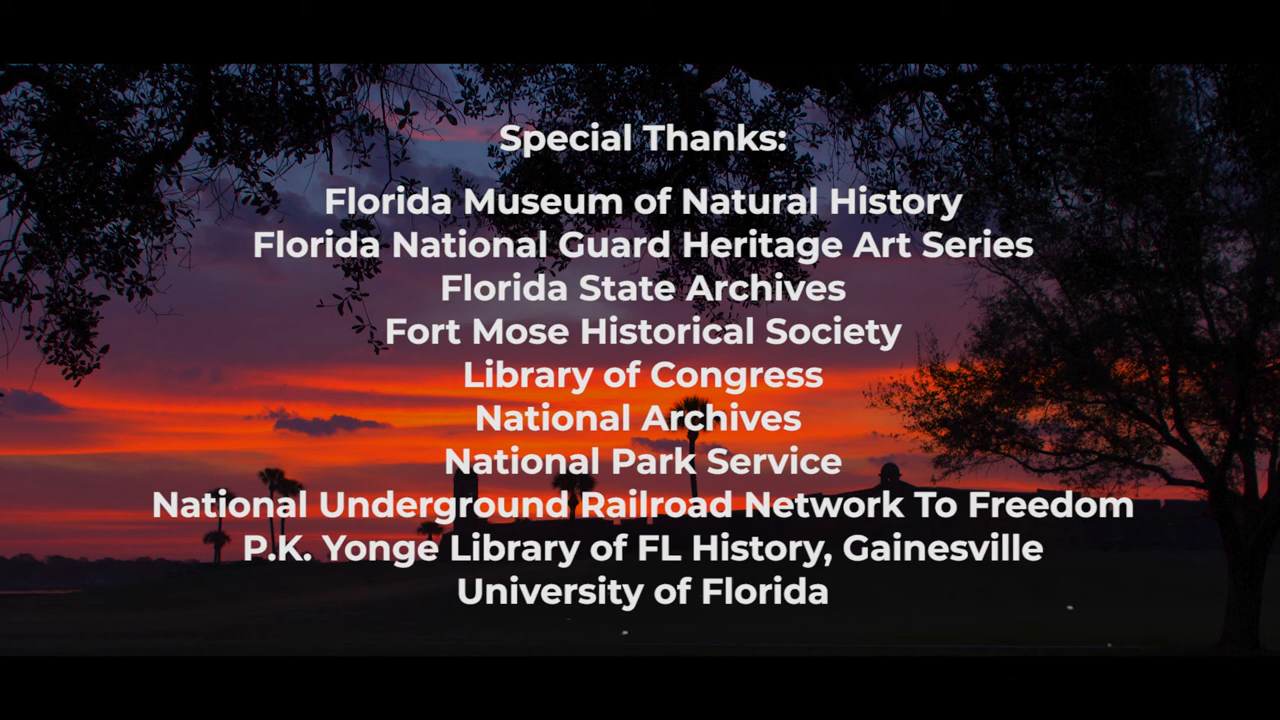 Special Thanks:
Florida Museum of Natural History
Florida National Guard Heritage Art Series
Florida State Archives
Fort Mose Historical Society
Library of Congress
National Archives
National Park Service
National Underground Railroad Network To Freedom
P.K. Yonge Library of FL History, Gainesville
University of Florida